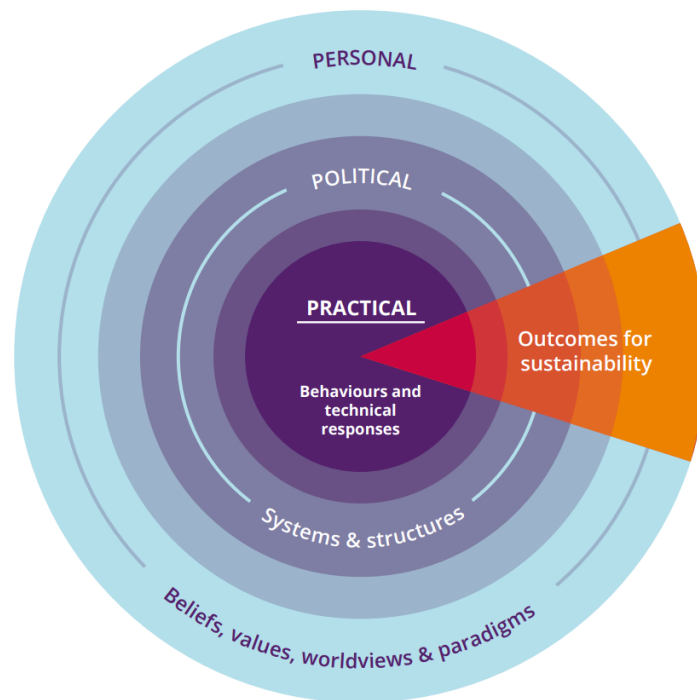 PERSONAL
POLITICAL
PRACTICAL
Outcomes for
sustainability
Behaviours and
technical
responses
Systems & structures
Beliefs, values, worldviews & paradigms